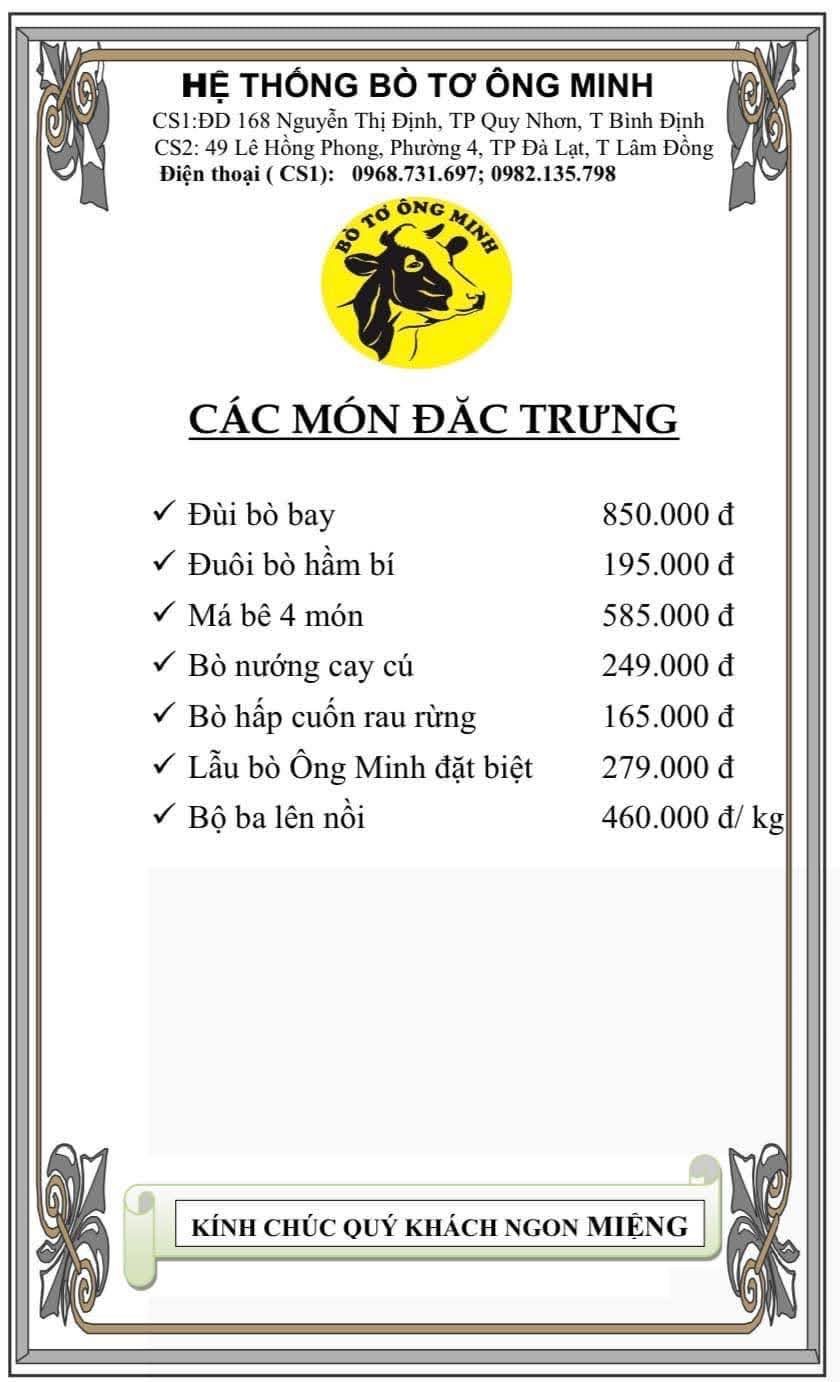 HỆ THỐNG BÒ TƠ ÔNG MINH
CS1:ĐD 168 Nguyễn Thị Định, TP Quy Nhơn, T Bình Định
CS2: 49 Lê Hồng Phong, Phường 4, TP Đà Lạt, T Lâm Đồng
Điện thoại ( CS1): 0968.731.697; 0982.135.798
BÒ TƠ ÔNG MINH
CÁC MÓN ĐĂC TRƯNG
✓ Đùi bò bay 850.000 đ
✓ Đuôi bò hầm bí 195.000 đ
✓ Má bê 4 món 585.000 đ
✓ Bò nướng cay cú 249.000 đ
✓ Bò hấp cuốn rau rừng 165.000 đ
✓ Lẫu bò Ông Minh đặt biệt 279.000 đ
✓ Bộ ba lên nồi 460.000 đ/ kg
KÍNH CHÚC QUÝ KHÁCH NGON MIỆNG